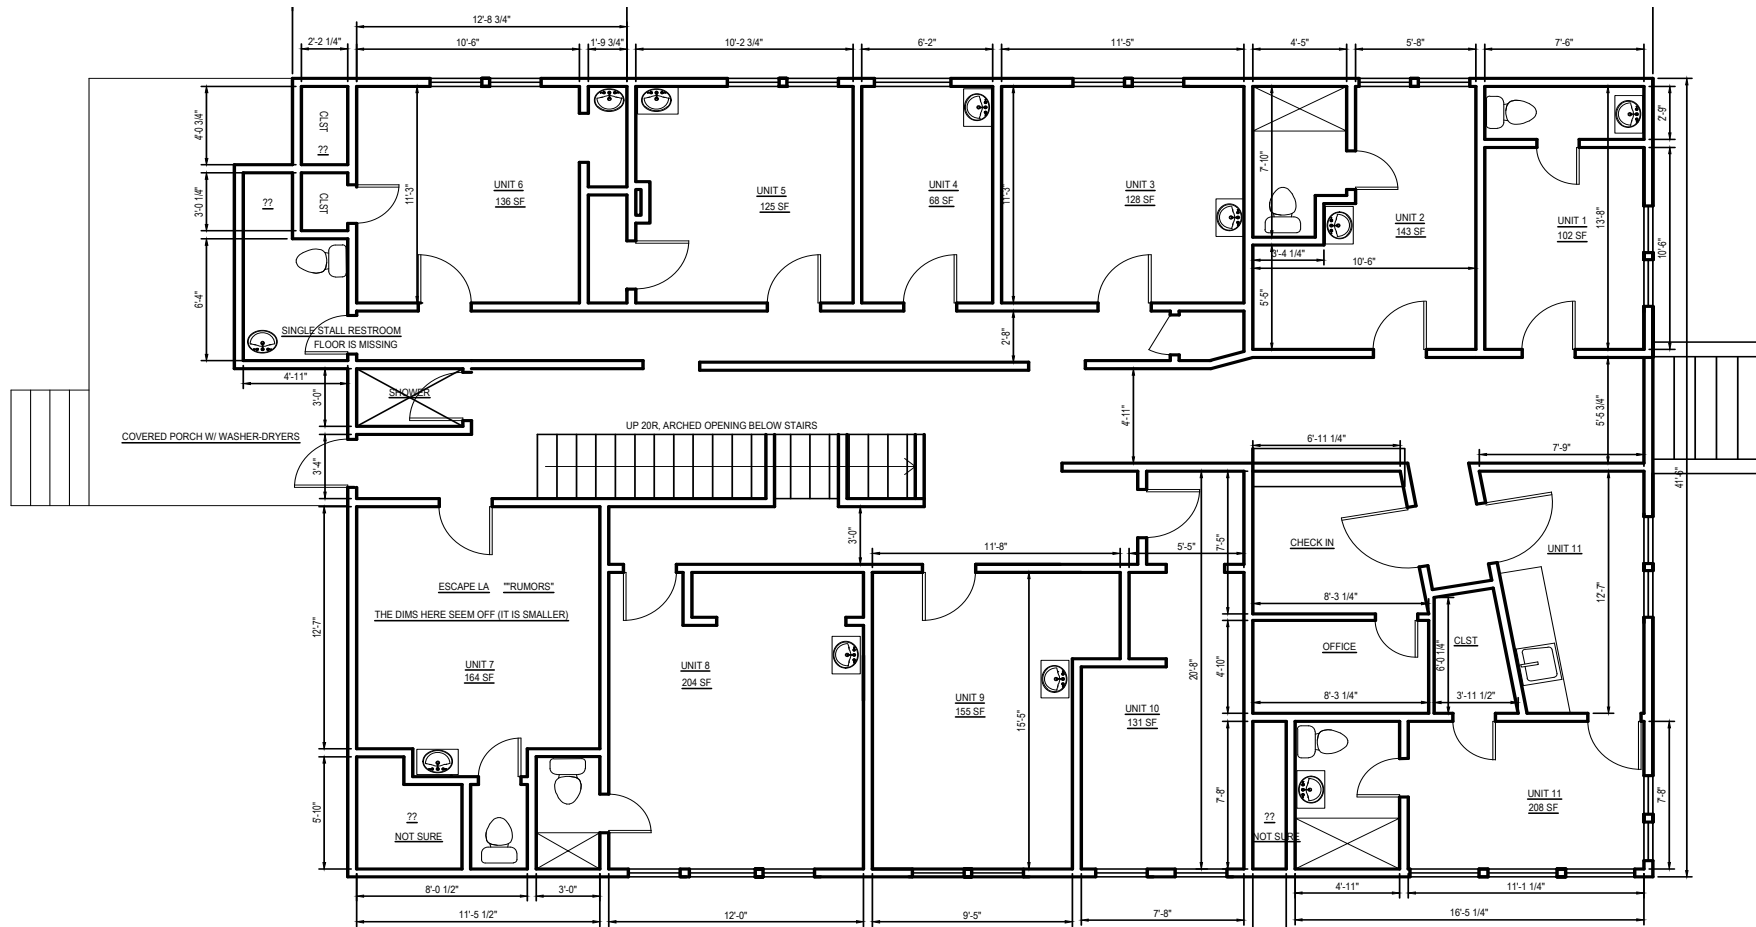 12'-8 3/4"
2'-2 1/4"
10'-6"
1'-9 3/4"
10'-2 3/4"
6'-2"
11'-5"
4'-5"
5'-8"
7'-6"
4'-0 3/4"
CLST
??
11'-3"
UNIT 6
136 SF
UNIT 5
125 SF
UNIT 4
68 SF
11'-3"
UNIT 3
128 SF
7'-10"
UNIT 2
143 SF
2'-9"
13'-8"
UNIT 1
102 SF
10'-6"
3'-0 1/4"
??
CLST
6'-4"
3'-4 1/4"
10'-6"
5'-5"
SINGLE STALL RESTROOM
FLOOR IS MISSING
2'-8"
4'-11"
3'-0"
SHOWER
COVERED PORCH W/ WASHER-DRYERS
3'-4"
UP 20R, ARCHED OPENING BELOW STAIRS
4'-11"
5'-5 3/4"
6'-11 1/4"
7'-9"
41'-6"
3'-0"
11'-8"
5'-5"
7'-5"
CHECK IN
UNIT 11
12'-7"
ESCAPE LA ""RUMORS"
THE DIMS HERE SEEM OFF (IT IS SMALLER)
12'-7"
8'-3 1/4"
UNIT 7
164 SF
UNIT 8
204 SF
UNIT 9
155 SF
15'-5"
20'-8"
4'-10"
OFFICE
6'-0 1/4"
CLST
8'-3 1/4"
3'-11 1/2"
UNIT 10
131 SF
5'-10"
??
NOT SURE
7'-8"
??
NOT SURE
UNIT 11
208 SF
7'-8"
8'-0 1/2"
3'-0"
4'-11"
11'-1 1/4"
11'-5 1/2"
12'-0"
9'-5"
7'-8"
16'-5 1/4"